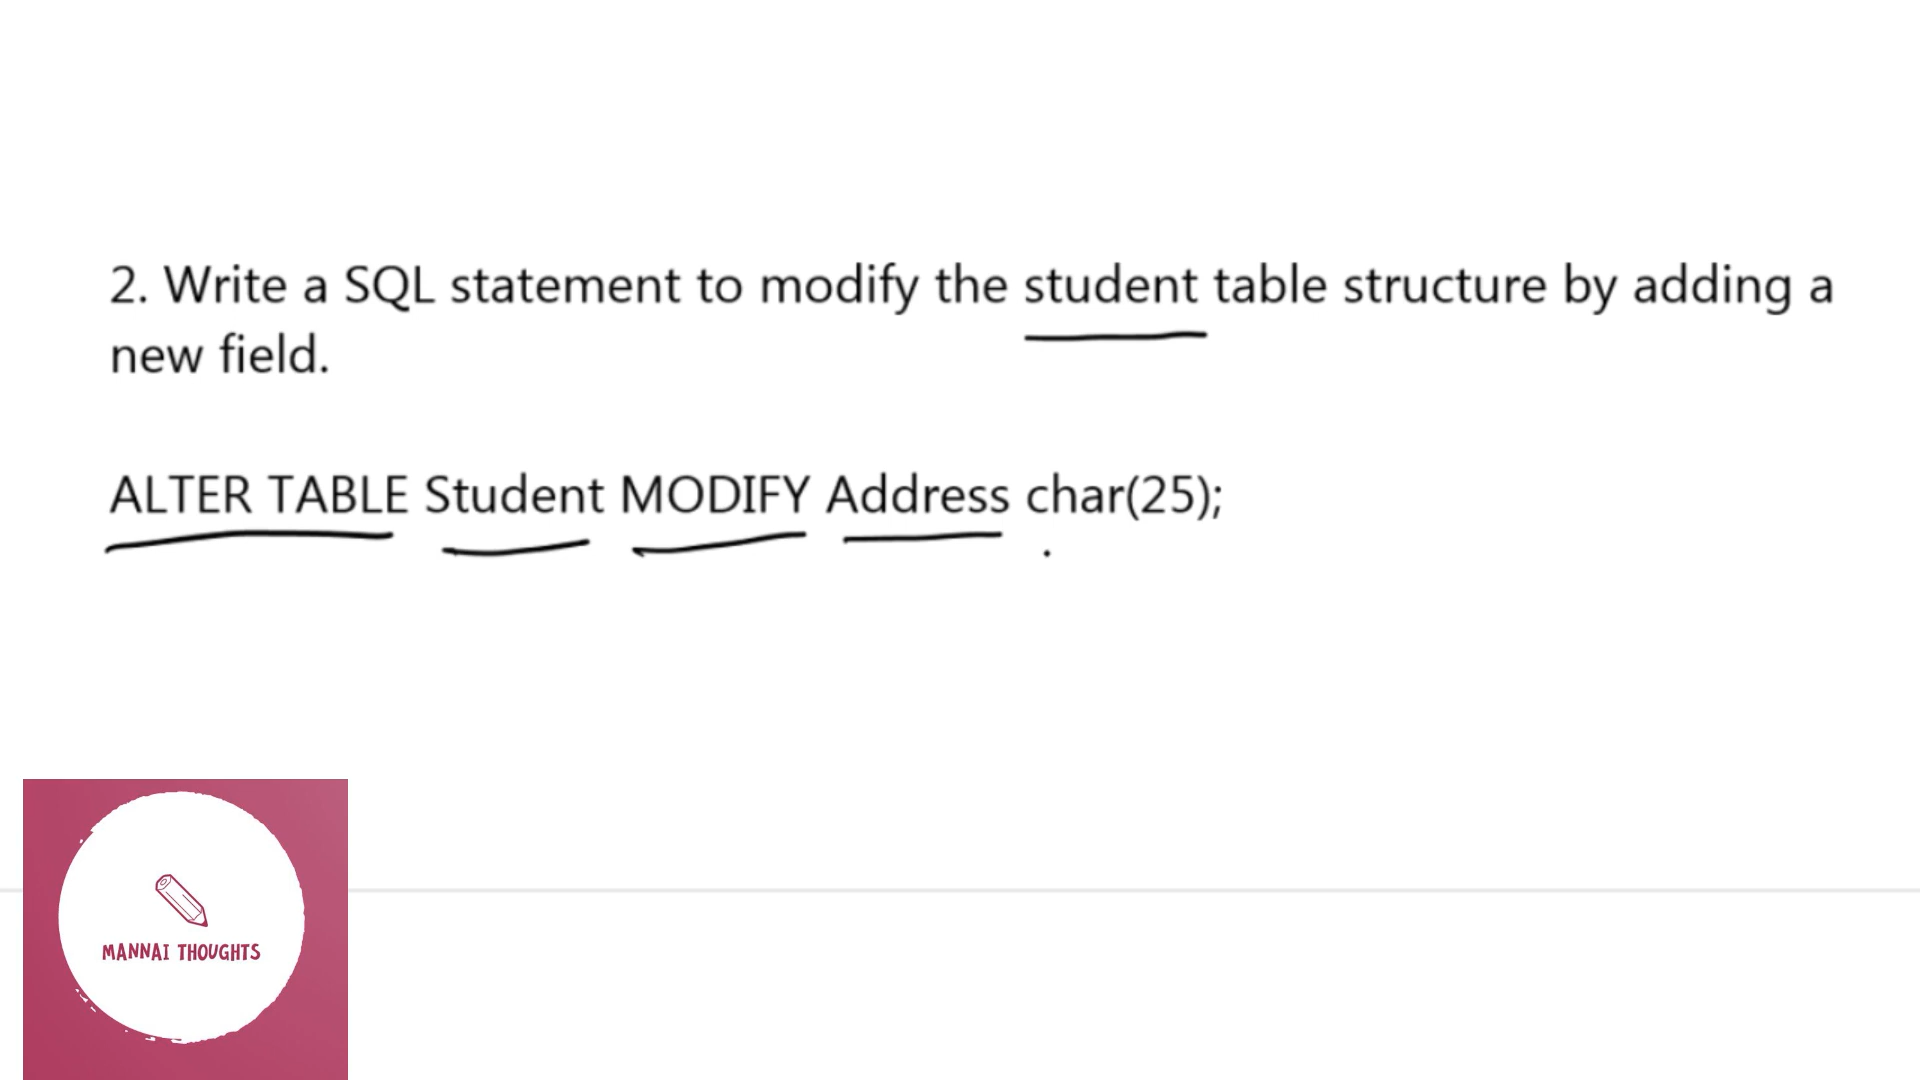 2. Write a SQL statement to modify the student table structure by adding a
new field.
ALTER TABLE Student MODIFY Address char(25);
MANNAI THOUGHTS